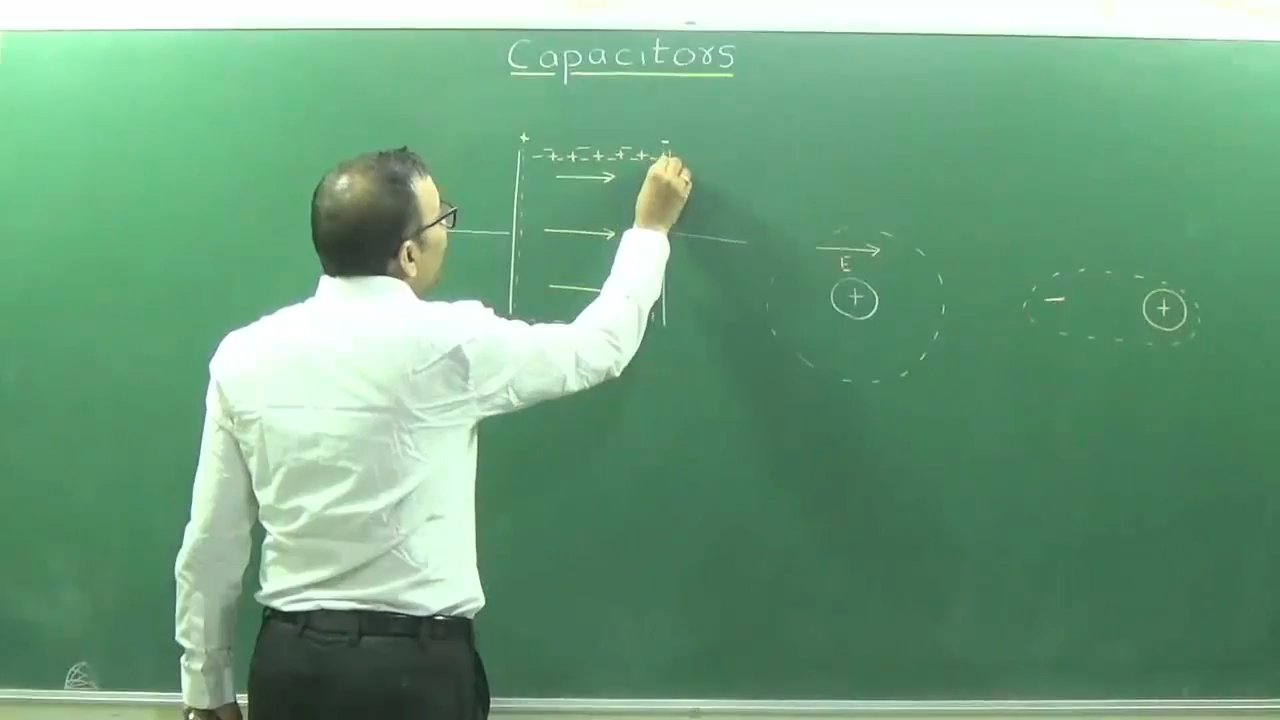 Capacitors
+ -
- + - + - + - + - + - +
E
+
- +